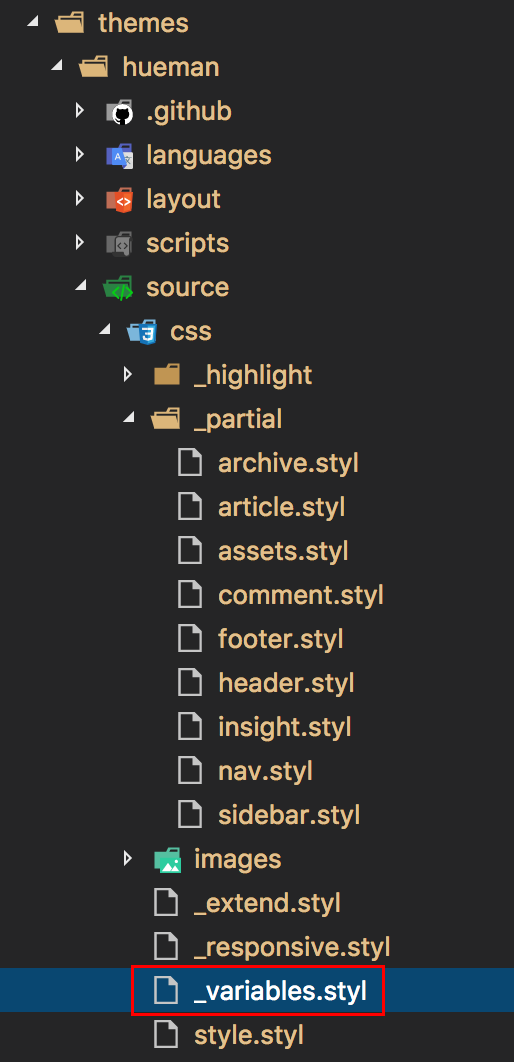 themes
hueman
.github
languages
layout
scripts
source
css
_highlight
_partial
archive.styl
article.styl
assets.styl
comment.styl
footer.styl
header.styl
insight.styl
nav.styl
sidebar.styl
images
_extend.styl
_responsive.styl
_variables.styl
style.styl